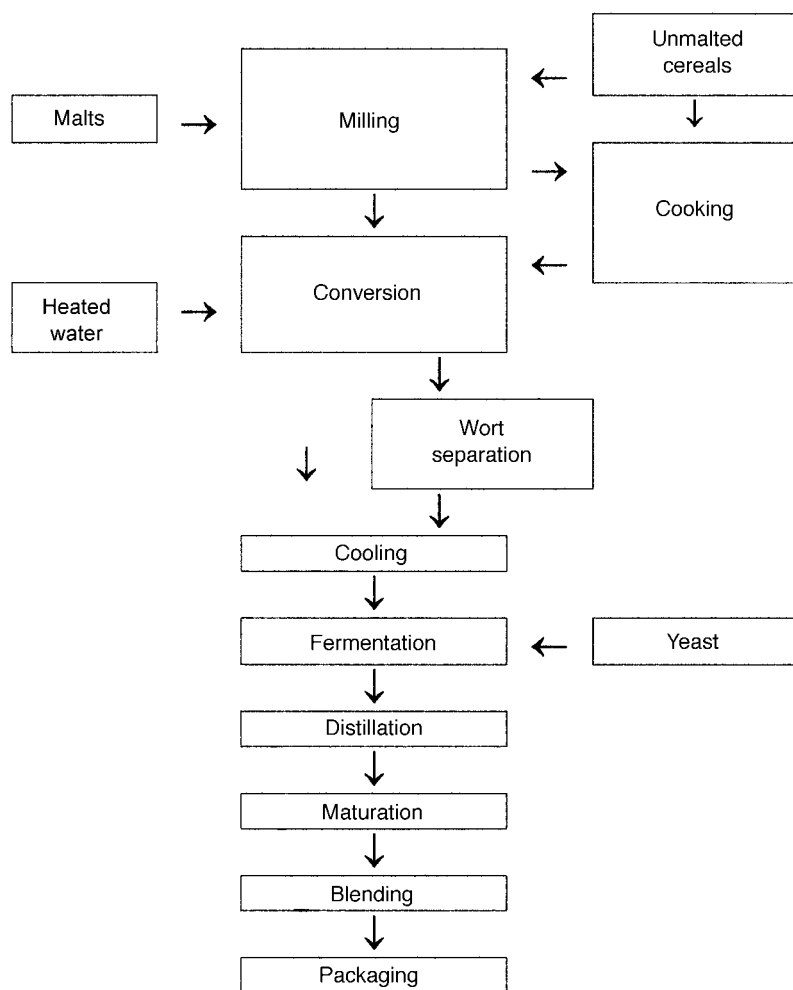 Unmalted
cereals
Malts
Milling
Cooking
Heated
water
Conversion
Wort
separation
Cooling
Fermentation
Yeast
Distillation
Maturation
Blending
Packaging